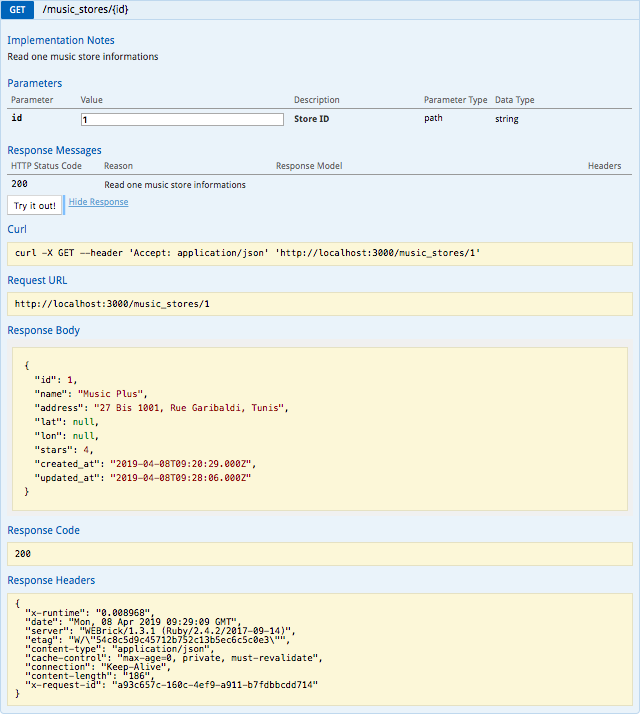 GET /music_stores/{id}
Implementation Notes
Read one music store informations
Parameters
Parameter Value Description Parameter Type Data Type
id 1 Store ID path string
Response Messages
HTTP Status Code Reason Response Model Headers
200 Read one music store informations
Try it out! Hide Response
Curl
curl -X GET --header 'Accept: application/json' 'http://localhost:3000/music_stores/1'
Request URL
http://localhost:3000/music_stores/1
Response Body
{
  "id": 1,
  "name": "Music Plus",
  "address": "27 Bis 1001, Rue Garibaldi, Tunis",
  "lat": null,
  "lon": null,
  "stars": 4,
  "created_at": "2019-04-08T09:20:29.000Z",
  "updated_at": "2019-04-08T09:28:06.000Z"
}
Response Code
200
Response Headers
{
  "x-runtime": "0.008968",
  "date": "Mon, 08 Apr 2019 09:29:09 GMT",
  "server": "WEBrick/1.3.1 (Ruby/2.4.2/2017-09-14)",
  "etag": "W/\"54c8c5d9c45712b752c13b5ec6c5c0e3\"",
  "content-type": "application/json",
  "cache-control": "max-age=0, private, must-revalidate",
  "connection": "Keep-Alive",
  "content-length": "186",
  "x-request-id": "a93c657c-160c-4ef9-a911-b7fdbbcdd714"
}